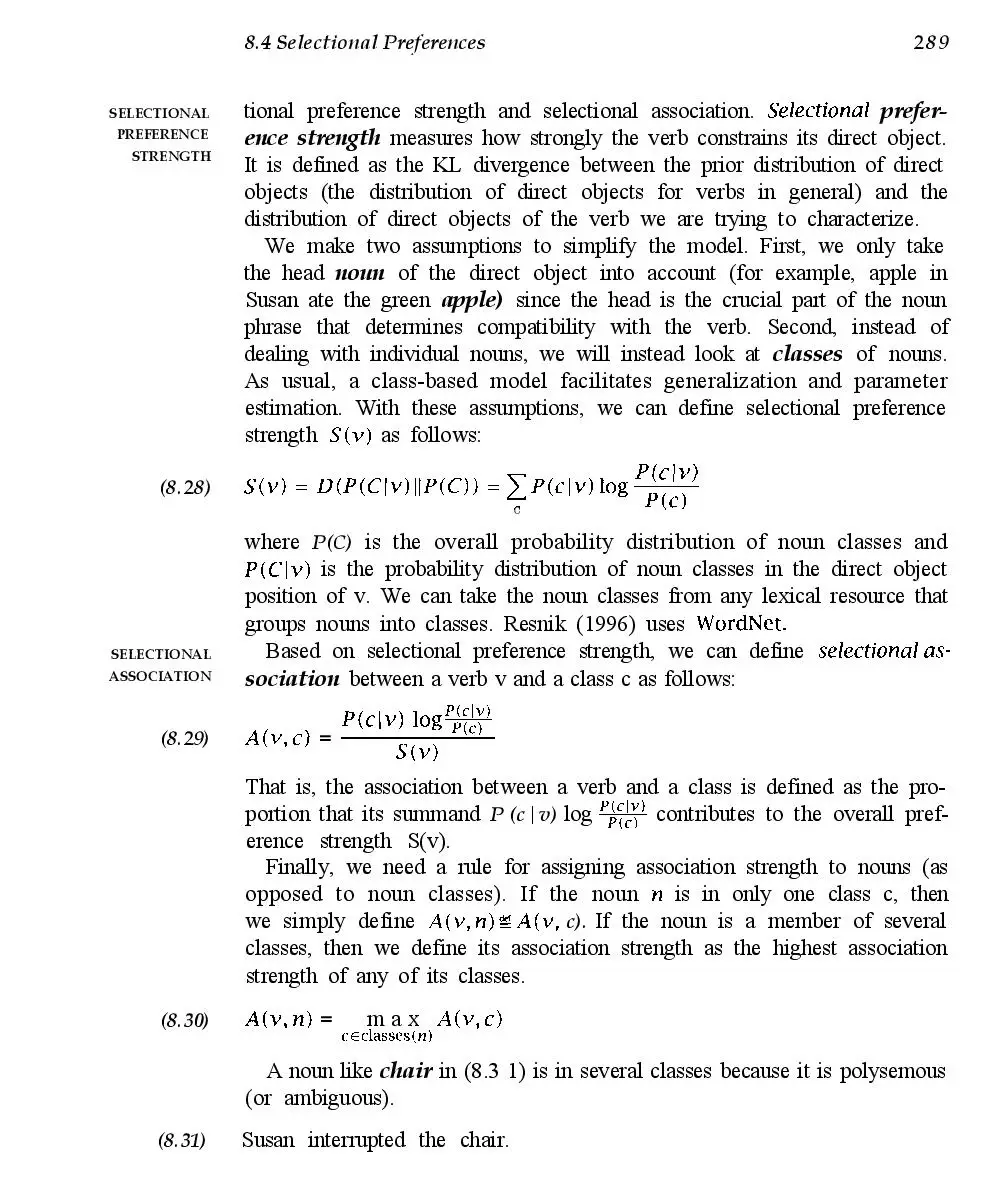 8.4 Selectional Preferences 289
SELECTIONAL
PREFERENCE
STRENGTH
tional preference strength and selectional association. Selectional prefer-
ence strength measures how strongly the verb constrains its direct object.
It is defined as the KL divergence between the prior distribution of direct
objects (the distribution of direct objects for verbs in general) and the
distribution of direct objects of the verb we are trying to characterize.
We make two assumptions to simplify the model. First, we only take
the head noun of the direct object into account (for example, apple in
Susan ate the green apple) since the head is the crucial part of the noun
phrase that determines compatibility with the verb. Second, instead of
dealing with individual nouns, we will instead look at classes of nouns.
As usual, a class-based model facilitates generalization and parameter
estimation. With these assumptions, we can define selectional preference
strength S(v) as follows:
(8.28) S(v) = D(P(C|v)||P(C)) = ∑_c P(c|v) log P(c|v)/P(c)
where P(C) is the overall probability distribution of noun classes and
P(C|v) is the probability distribution of noun classes in the direct object
position of v. We can take the noun classes from any lexical resource that
groups nouns into classes. Resnik (1996) uses WordNet.
SELECTIONAL
ASSOCIATION
Based on selectional preference strength, we can define selectional as-
sociation between a verb v and a class c as follows:
(8.29) A(v,c) = P(c|v) log P(c|v)/P(c) / S(v)
That is, the association between a verb and a class is defined as the pro-
portion that its summand P (c | v) log P(c|v)/P(c) contributes to the overall pref-
erence strength S(v).
Finally, we need a rule for assigning association strength to nouns (as
opposed to noun classes). If the noun n is in only one class c, then
we simply define A(v,n) ≝ A(v, c). If the noun is a member of several
classes, then we define its association strength as the highest association
strength of any of its classes.
(8.30) A(v,n) = max_{c∈classes(n)} A(v,c)
A noun like chair in (8.3 1) is in several classes because it is polysemous
(or ambiguous).
(8.31) Susan interrupted the chair.